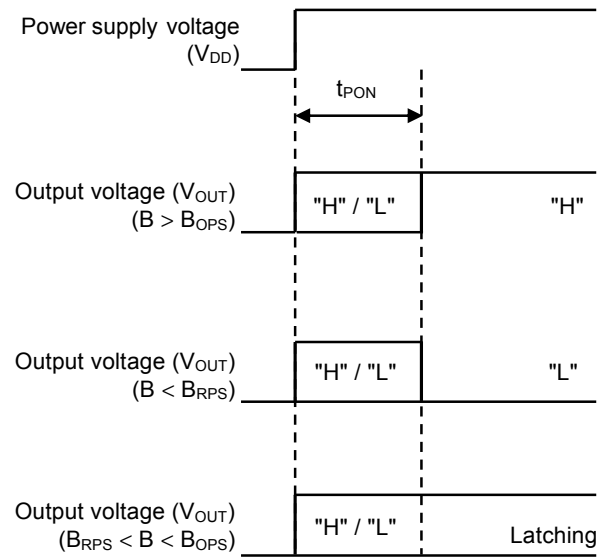 Power supply voltage
(VDD)
tPON
Output voltage (VOUT)
(B > BOPS)
"H" / "L"
"H"
Output voltage (VOUT)
(B < BRPS)
"H" / "L"
"L"
Output voltage (VOUT)
(BRPS < B < BOPS)
"H" / "L"
Latching